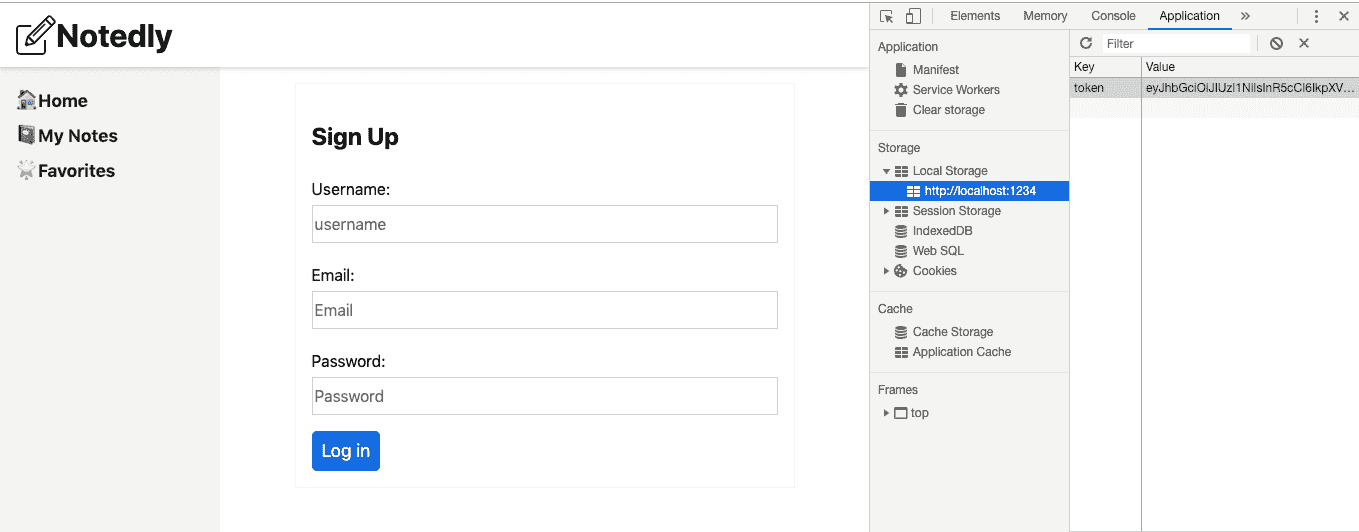 Notedly
Home
My Notes
Favorites
Sign Up
Username:
username
Email:
Email
Password:
Password
Log in
Elements Memory Console Application »
Application
Manifest
Service Workers
Clear storage
Storage
Local Storage
http://localhost:1234
Session Storage
IndexedDB
Web SQL
Cookies
Cache
Cache Storage
Application Cache
Frames
top
Filter
Key Value
token eyJhbGciOiJIUzI1NiIsInR5cCI6IkpXV...